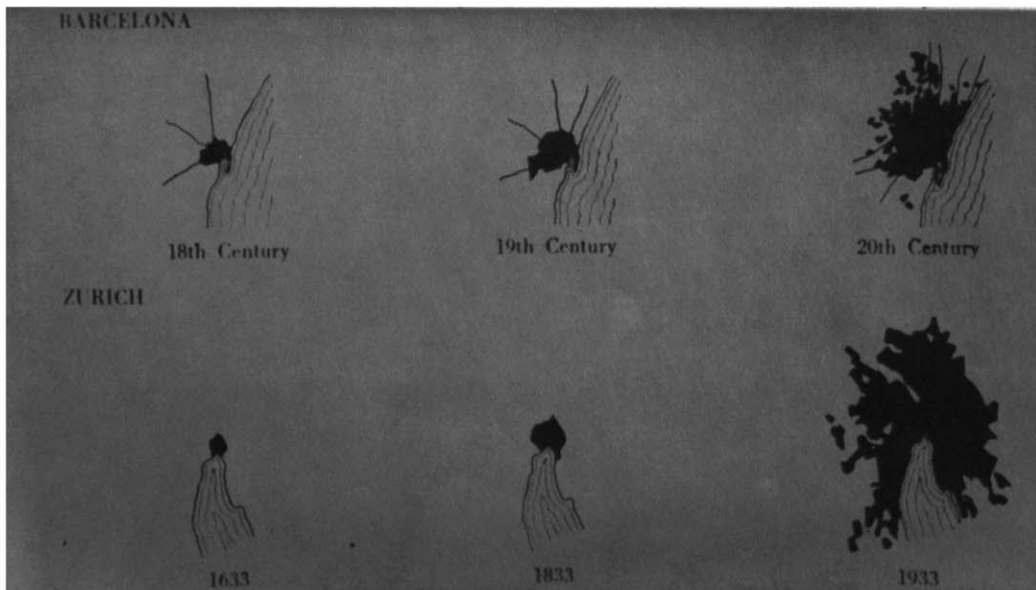 BARCELONA
18th Century
19th Century
20th Century
ZURICH
1633
1833
1933